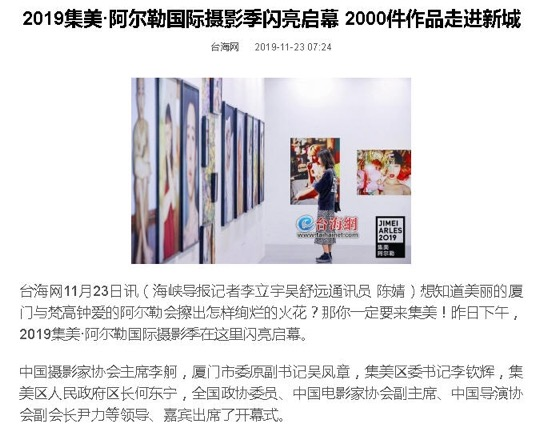 2019集美·阿尔勒国际摄影季闪亮启幕 2000件作品走进新城
台海网 2019-11-23 07:24
台海網
www.taihainet.com
JIMEI
ARLES
2019
集美
阿尔勒
台海网11月23日讯（海峡导报记者李立宇吴舒远通讯员 陈婧）想知道美丽的厦
门与梵高钟爱的阿尔勒会擦出怎样绚烂的火花？那你一定要来集美！昨日下午，
2019集美·阿尔勒国际摄影季在这里闪亮启幕。
中国摄影家协会主席李舸，厦门市委原副书记吴凤章，集美区委书记李钦辉，集
美区人民政府区长何东宁，全国政协委员、中国电影家协会副主席、中国导演协
会副会长尹力等领导、嘉宾出席了开幕式。